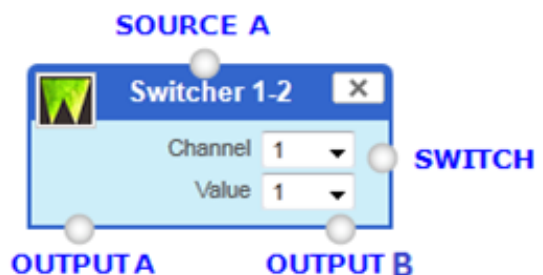 SOURCE A
Switcher 1-2
Channel 1
SWITCH
Value 1
OUTPUT A OUTPUT B